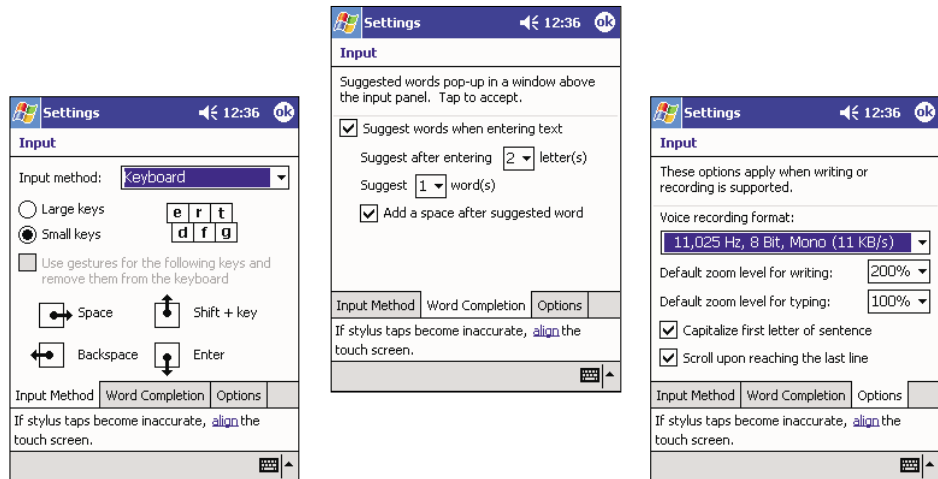 Settings 12:36 ok
Input
Input method: Keyboard
Large keys
Small keys
e r t
d f g
Use gestures for the following keys and
remove them from the keyboard
Space Shift + key
Backspace Enter
Input Method Word Completion Options
If stylus taps become inaccurate, align the
touch screen.
Settings 12:36 ok
Input
Suggested words pop-up in a window above
the input panel. Tap to accept.
Suggest words when entering text
Suggest after entering 2 letter(s)
Suggest 1 word(s)
Add a space after suggested word
Input Method Word Completion Options
If stylus taps become inaccurate, align the
touch screen.
Settings 12:36 ok
Input
These options apply when writing or
recording is supported.
Voice recording format:
11,025 Hz, 8 Bit, Mono (11 KB/s)
Default zoom level for writing: 200%
Default zoom level for typing: 100%
Capitalize first letter of sentence
Scroll upon reaching the last line
Input Method Word Completion Options
If stylus taps become inaccurate, align the
touch screen.